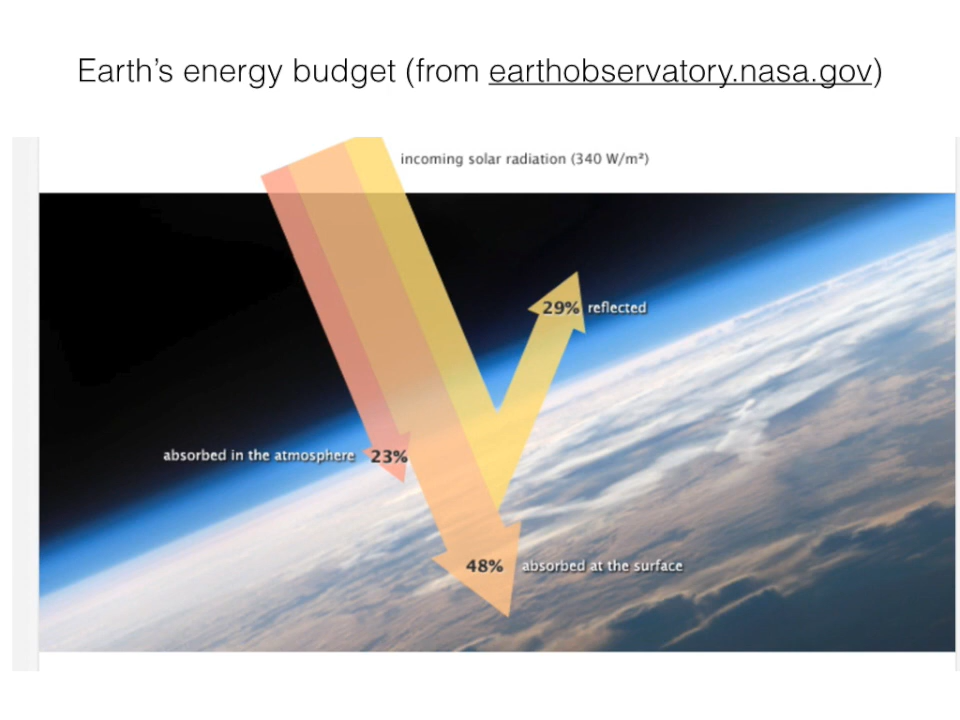 Earth’s energy budget (from earthobservatory.nasa.gov)
incoming solar radiation (340 W/m²)
29% reflected
absorbed in the atmosphere 23%
48% absorbed at the surface